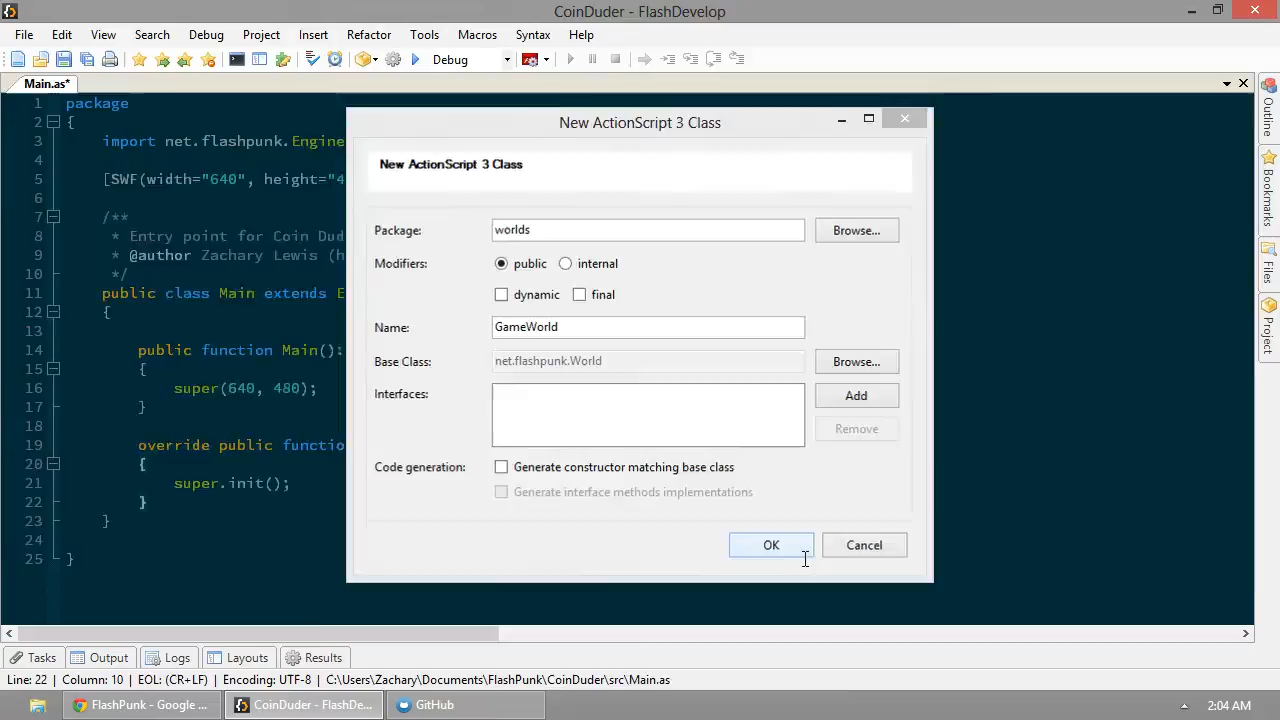 CoinDuder - FlashDevelop
File Edit View Search Debug Project Insert Refactor Tools Macros Syntax Help
Debug
Main.as*
1 package
2 {
3 import net.flashpunk.Engine
4
5 [SWF(width="640", height="4
6
7 /**
8 * Entry point for Coin Dud
9 * @author Zachary Lewis (h
10 */
11 public class Main extends E
12 {
13
14 public function Main():
15 {
16 super(640, 480);
17 }
18
19 override public functio
20 {
21 super.init();
22 }
23 }
24
25 }
New ActionScript 3 Class
New ActionScript 3 Class
Package: worlds Browse...
Modifiers: public internal
dynamic final
Name: GameWorld
Base Class: net.flashpunk.World Browse...
Interfaces: Add
Remove
Code generation: Generate constructor matching base class
Generate interface methods implementations
OK Cancel
Outline
Bookmarks
Files
Project
Tasks Output Logs Layouts Results
Line: 22 Column: 10 EOL: (CR+LF) Encoding: UTF-8 C:\Users\Zachary\Documents\FlashPunk\CoinDuder\src\Main.as
FlashPunk - Google ... CoinDuder - FlashDe... GitHub 2:04 AM